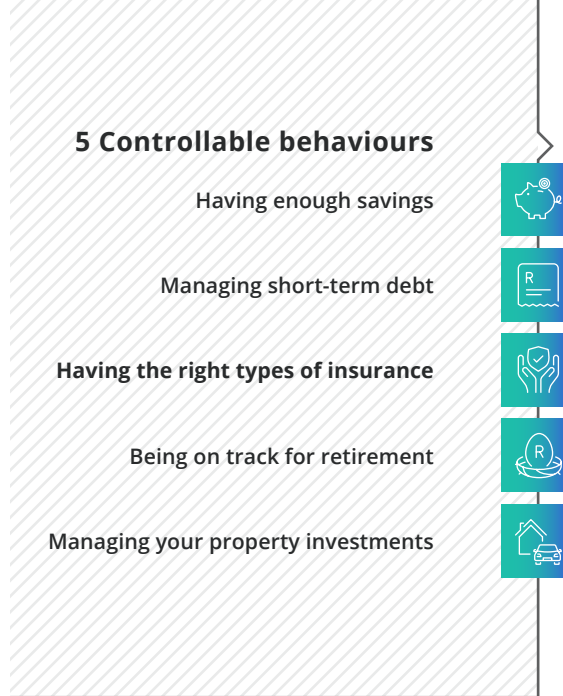 5 Controllable behaviours
Having enough savings
Managing short-term debt
R
Having the right types of insurance
Being on track for retirement
R
Managing your property investments